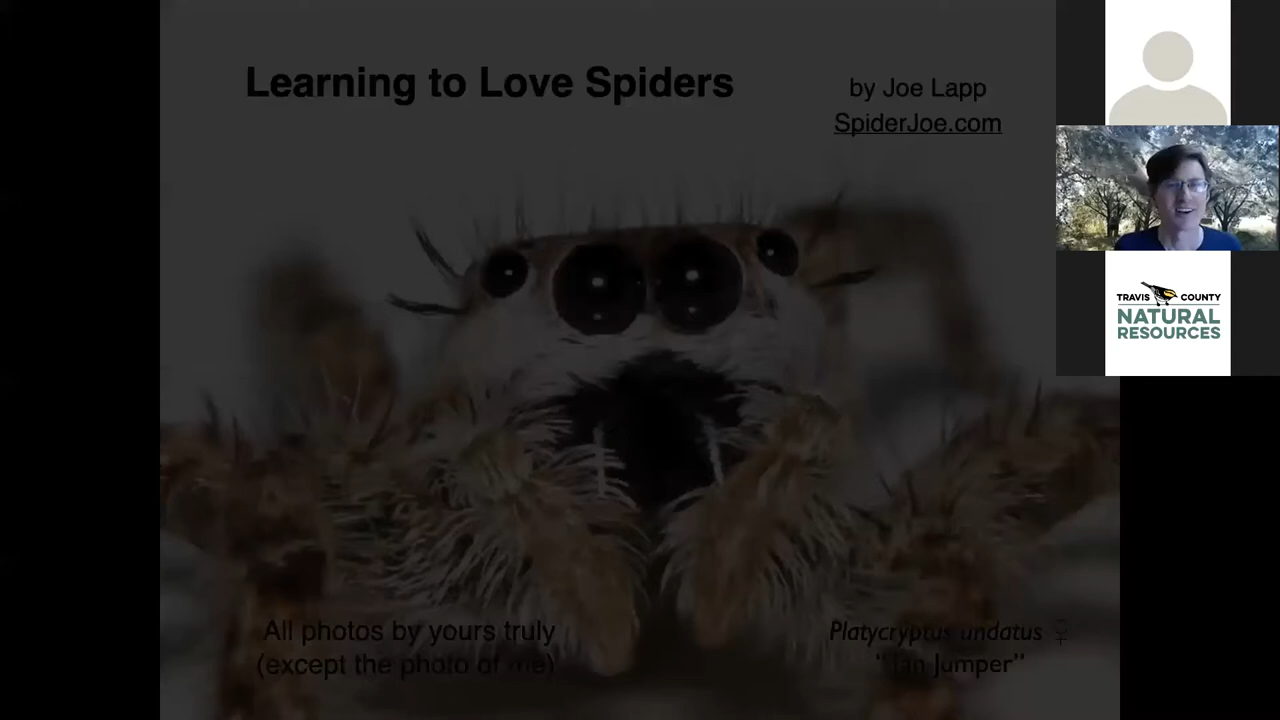 Learning to Love Spiders
by Joe Lapp
SpiderJoe.com
TRAVIS COUNTY
NATURAL
RESOURCES
All photos by yours truly
(except the photo of me)
Platycryptus undatus ♀
“Tan Jumper”